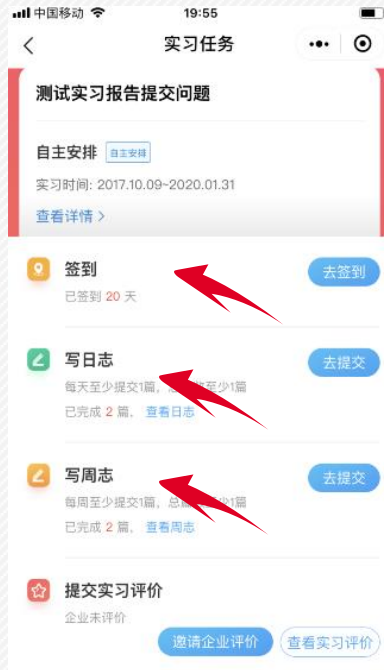 中国移动
19:55
实习任务
测试实习报告提交问题
自主安排 自主安排
实习时间: 2017.10.09~2020.01.31
查看详情 >
签到
去签到
已签到 20 天
写日志
去提交
每天至少提交1篇, 至少1篇
已完成 2 篇, 查看日志
写周志
去提交
每周至少提交1篇, 总 少1篇
已完成 2 篇, 查看周志
提交实习评价
企业未评价
邀请企业评价 查看实习评价